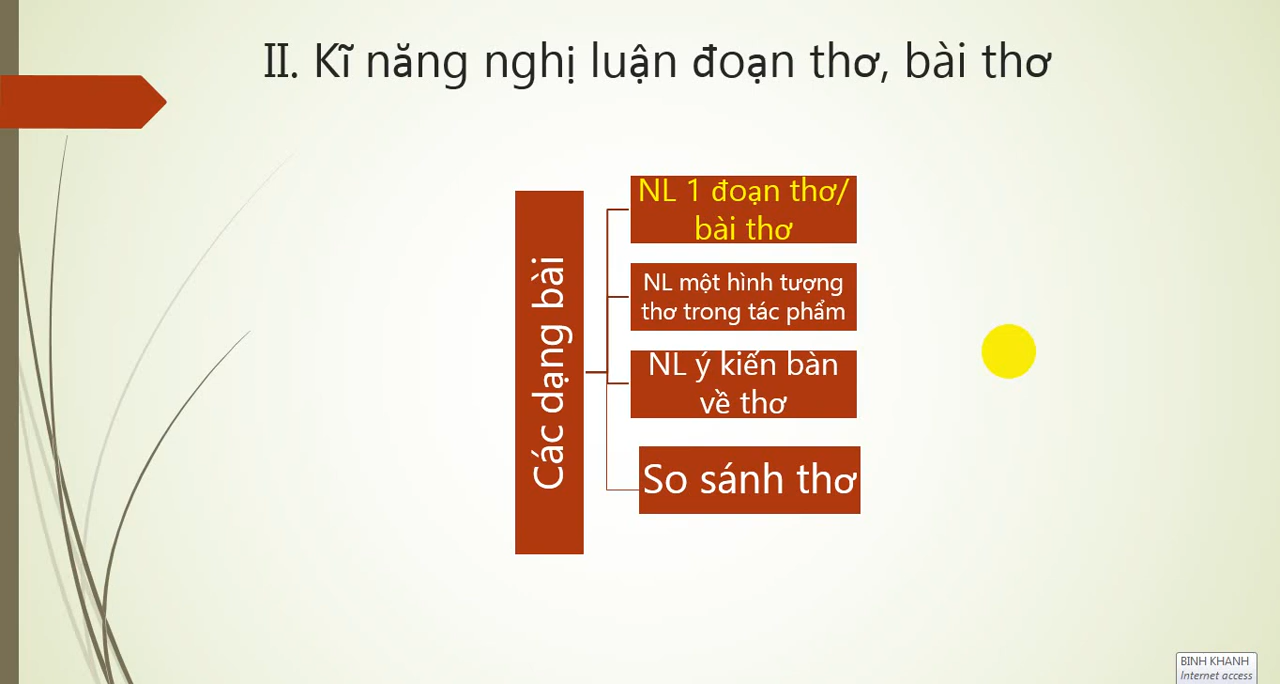 II. Kĩ năng nghị luận đoạn thơ, bài thơ
Các dạng bài
NL 1 đoạn thơ/
bài thơ
NL một hình tượng
thơ trong tác phẩm
NL ý kiến bàn
về thơ
So sánh thơ
BINH KHANH
Internet access